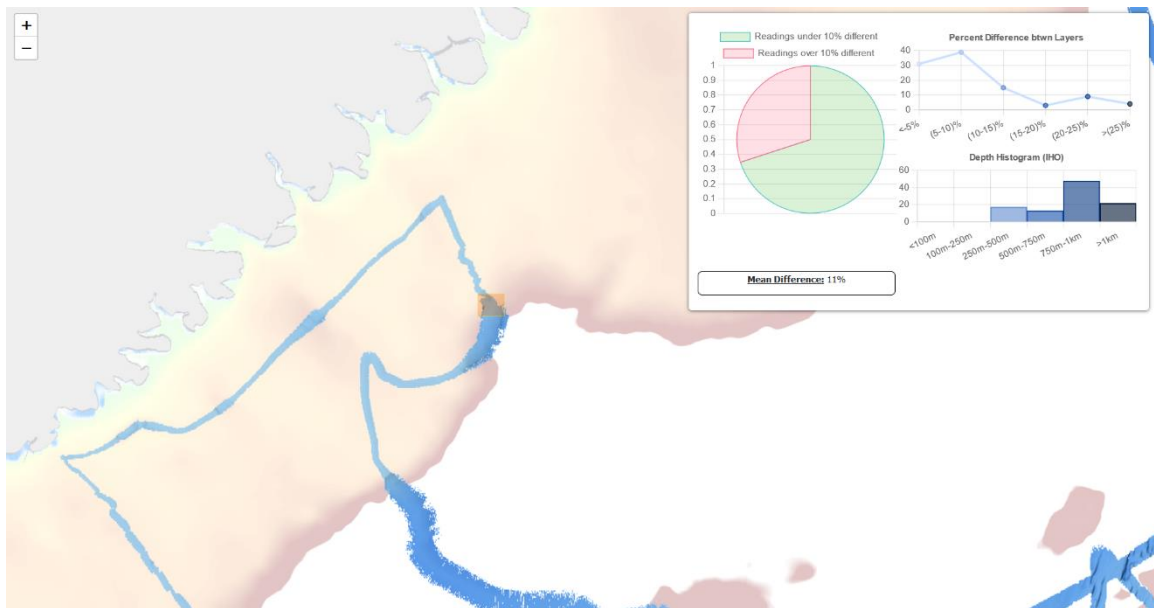 +
−
Readings under 10% different
Readings over 10% different
1
0.9
0.8
0.7
0.6
0.5
0.4
0.3
0.2
0.1
0
Mean Difference: 11%
Percent Difference btwn Layers
40
30
20
10
0
<-5%
(5-10)%
(10-15)%
(15-20)%
(20-25)%
>(25)%
Depth Histogram (IHO)
60
40
20
0
<100m
100m-250m
250m-500m
500m-750m
750m-1km
>1km